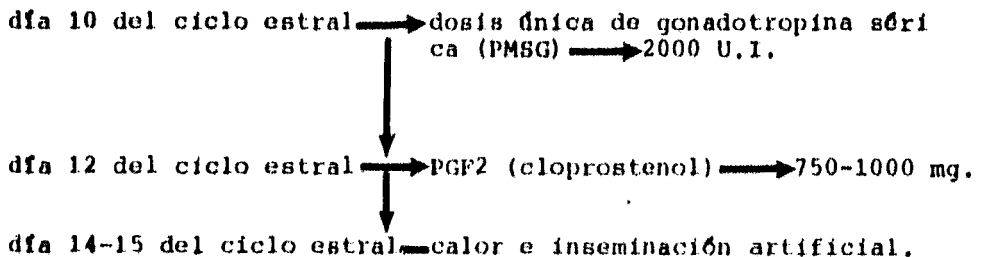 día 10 del ciclo estral dosis única de gonadotropina séri
ca (PMSG) 2000 U.I.
día 12 del ciclo estral PGF2 (cloprostenol) 750-1000 mg.
día 14-15 del ciclo estral calor e inseminación artificial.